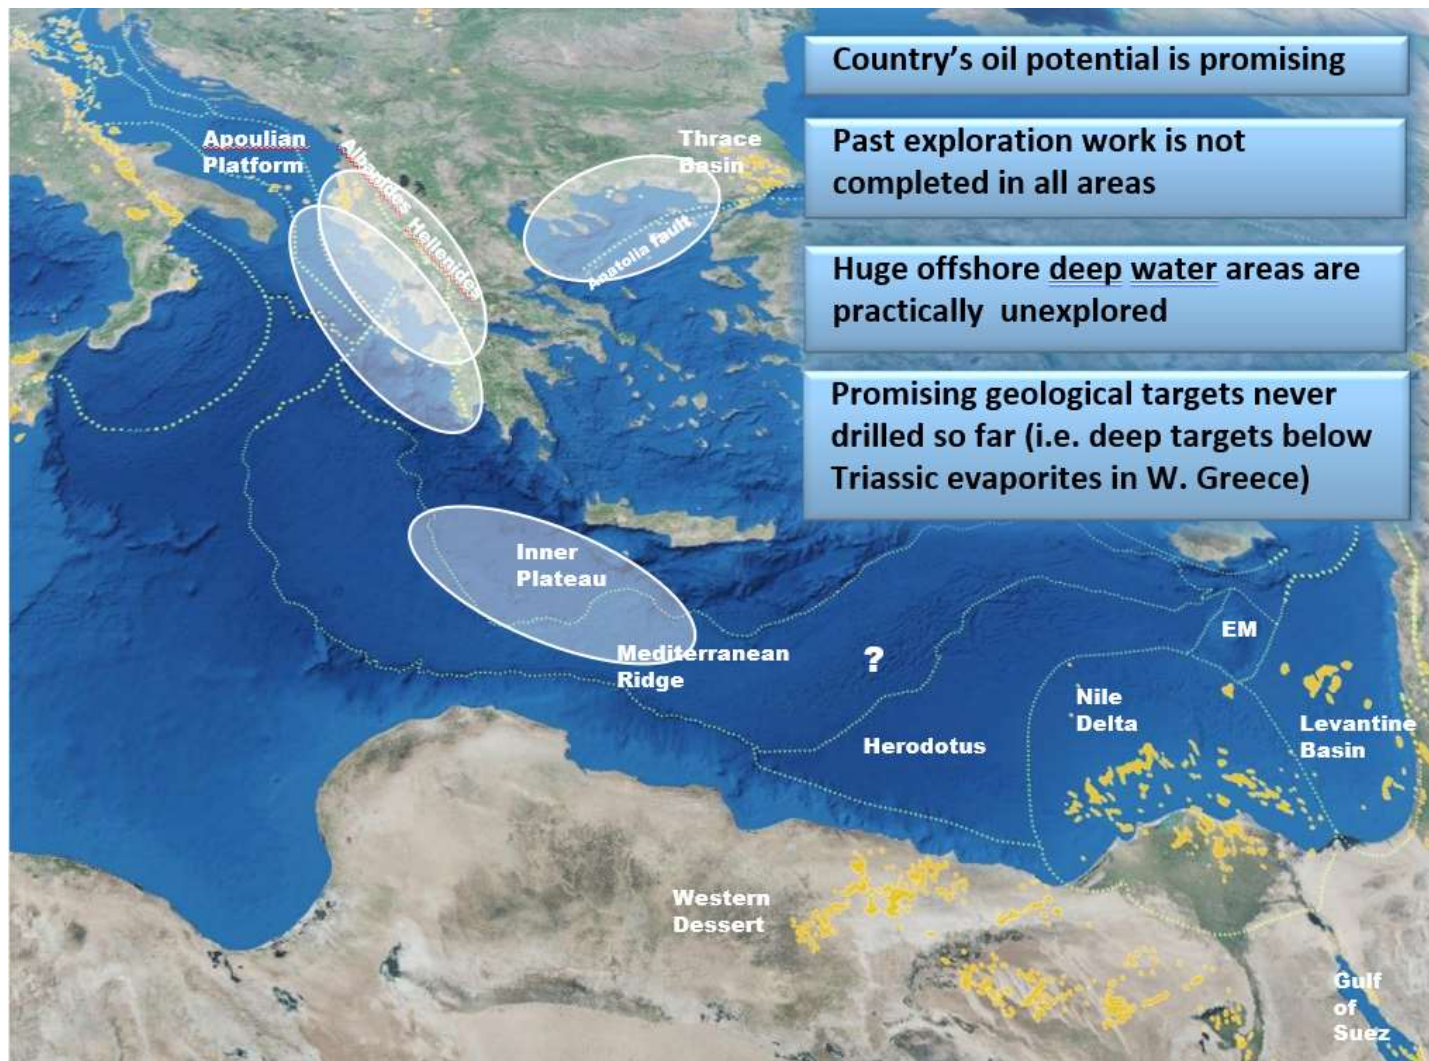 Country's oil potential is promising
Past exploration work is not
completed in all areas
Huge offshore deep water areas are
practically unexplored
Promising geological targets never
drilled so far (i.e. deep targets below
Triassic evaporites in W. Greece)
Apoulian
Platform
Albanides Hellenides
Thrace
Basin
Anatolia fault
Inner
Plateau
Mediterranean
Ridge
?
EM
Nile
Delta
Levantine
Basin
Herodotus
Western
Dessert
Gulf
of
Suez